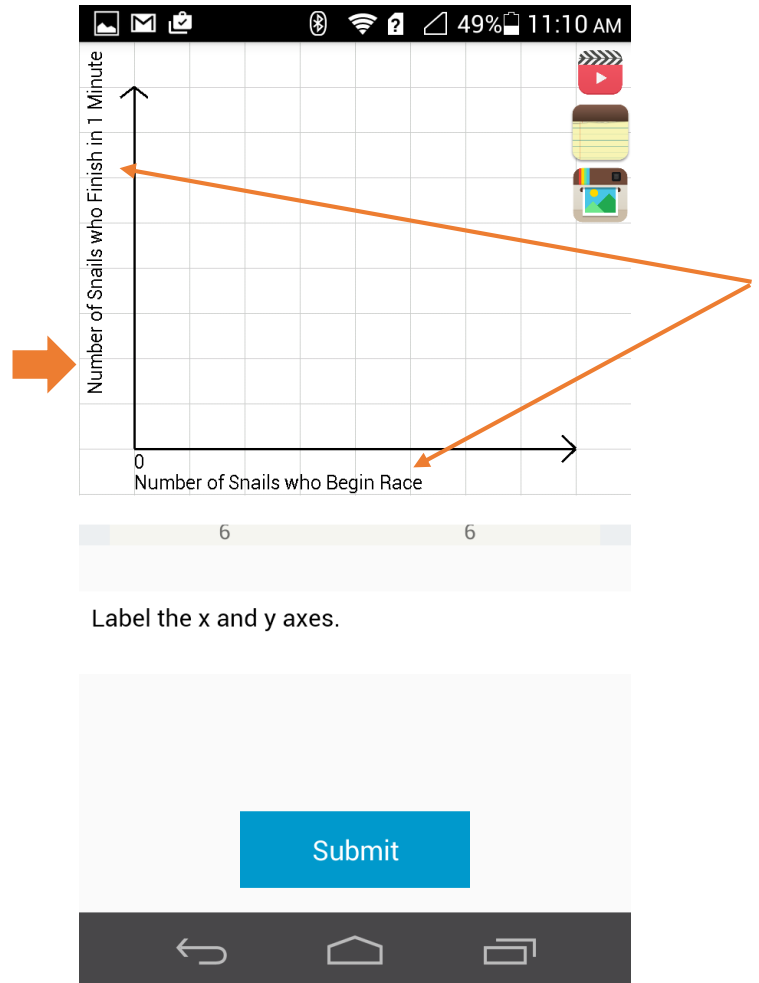 49% 11:10 AM
Number of Snails who Finish in 1 Minute
0
Number of Snails who Begin Race
6 6
Label the x and y axes.
Submit